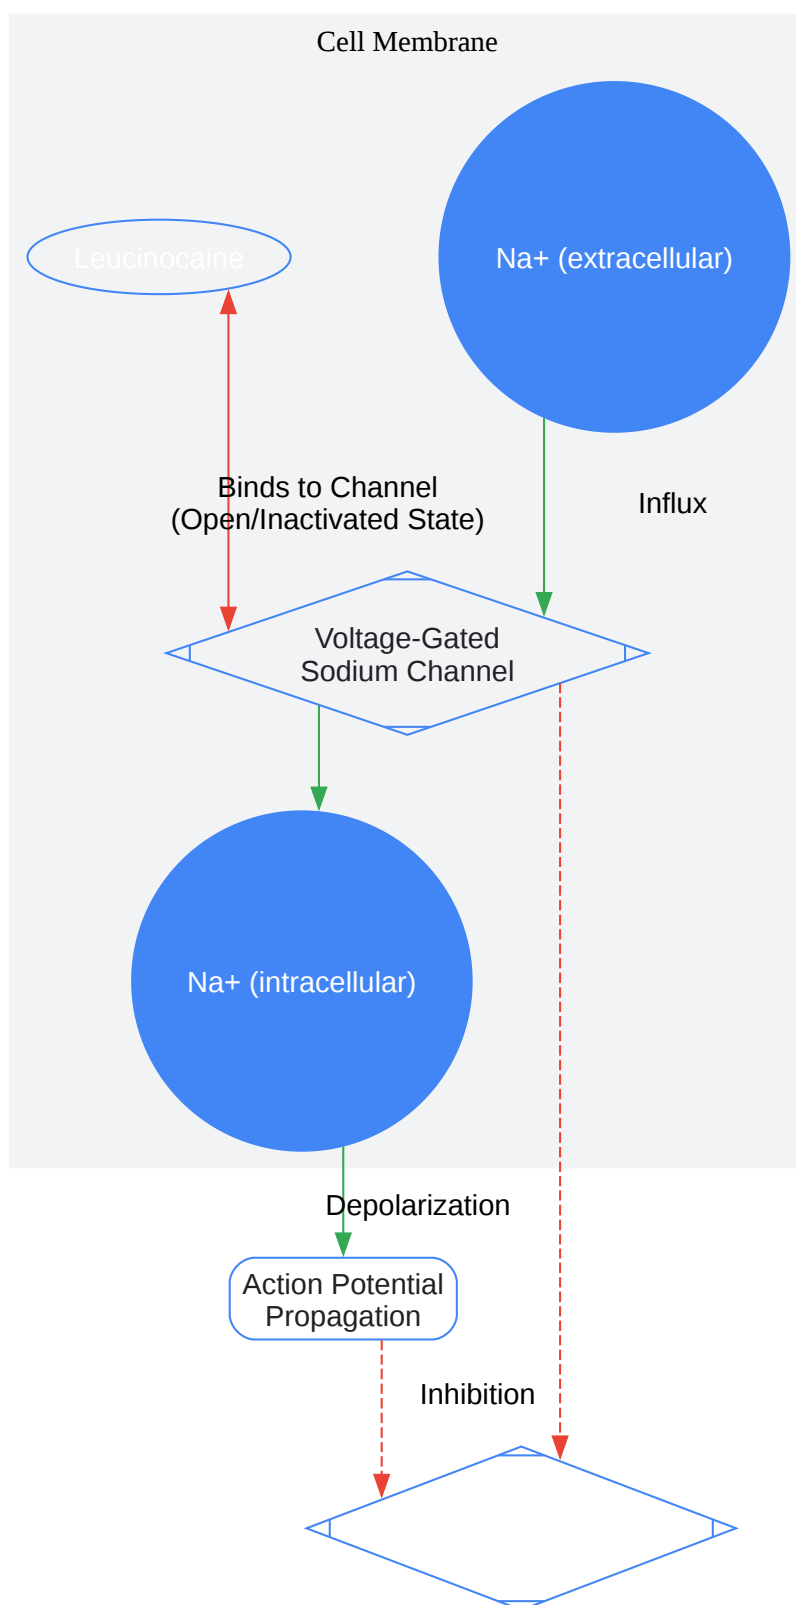 Cell Membrane
Leucinocaine
Na+ (extracellular)
Binds to Channel
(Open/Inactivated State)
Influx
Voltage-Gated
Sodium Channel
Na+ (intracellular)
Depolarization
Action Potential
Propagation
Inhibition